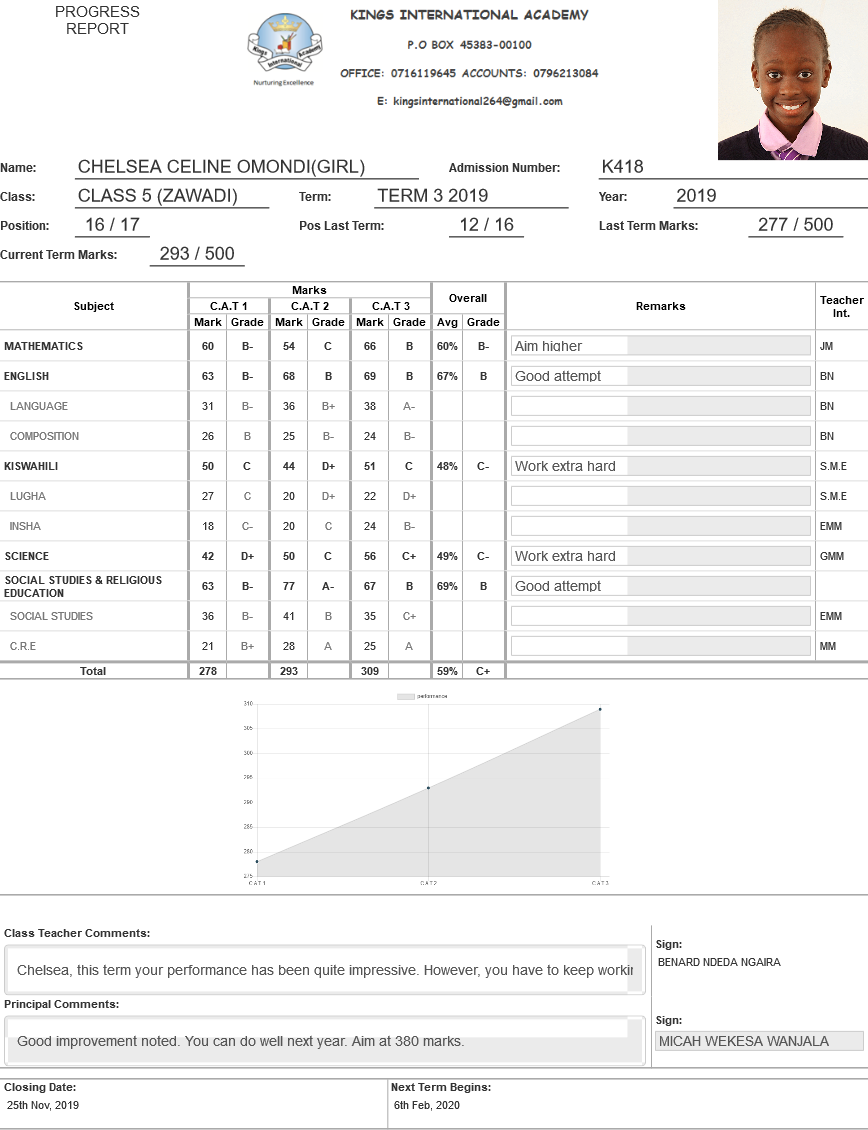 PROGRESS
REPORT
Kings International Academy
Nurturing Excellence
KINGS INTERNATIONAL ACADEMY
P.O BOX 45383-00100
OFFICE: 0716119645 ACCOUNTS: 0796213084
E: kingsinternational264@gmail.com
Name: CHELSEA CELINE OMONDI(GIRL) Admission Number: K418
Class: CLASS 5 (ZAWADI) Term: TERM 3 2019 Year: 2019
Position: 16 / 17 Pos Last Term: 12 / 16 Last Term Marks: 277 / 500
Current Term Marks: 293 / 500
Subject Marks Overall Remarks Teacher Int.
C.A.T 1 C.A.T 2 C.A.T 3
Mark Grade Mark Grade Mark Grade Avg Grade
MATHEMATICS 60 B- 54 C 66 B 60% B- Aim higher JM
ENGLISH 63 B- 68 B 69 B 67% B Good attempt BN
LANGUAGE 31 B- 36 B+ 38 A- BN
COMPOSITION 26 B 25 B- 24 B- BN
KISWAHILI 50 C 44 D+ 51 C 48% C- Work extra hard S.M.E
LUGHA 27 C 20 D+ 22 D+ S.M.E
INSHA 18 C- 20 C 24 B- EMM
SCIENCE 42 D+ 50 C 56 C+ 49% C- Work extra hard GMM
SOCIAL STUDIES & RELIGIOUS
EDUCATION 63 B- 77 A- 67 B 69% B Good attempt
SOCIAL STUDIES 36 B- 41 B 35 C+ EMM
C.R.E 21 B+ 28 A 25 A MM
Total 278 293 309 59% C+
performance
310
305
300
295
290
285
280
275
CAT1 CAT2 CAT3
Class Teacher Comments:
Sign:
Chelsea, this term your performance has been quite impressive. However, you have to keep workin
BENARD NDEDA NGAIRA
Principal Comments:
Sign:
Good improvement noted. You can do well next year. Aim at 380 marks.
MICAH WEKESA WANJALA
Closing Date: Next Term Begins:
25th Nov, 2019 6th Feb, 2020